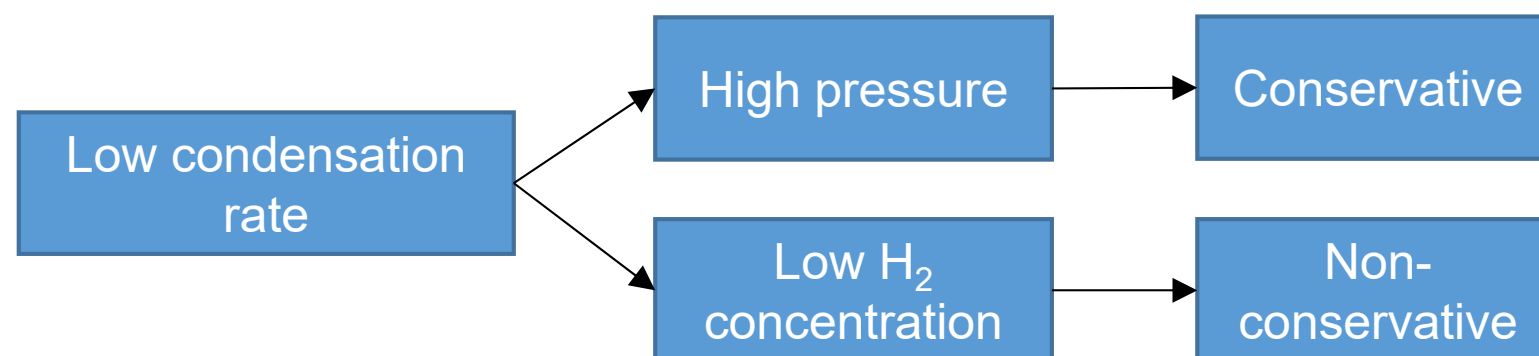 Low condensation
rate
High pressure
Conservative
Low H₂
concentration
Non-
conservative